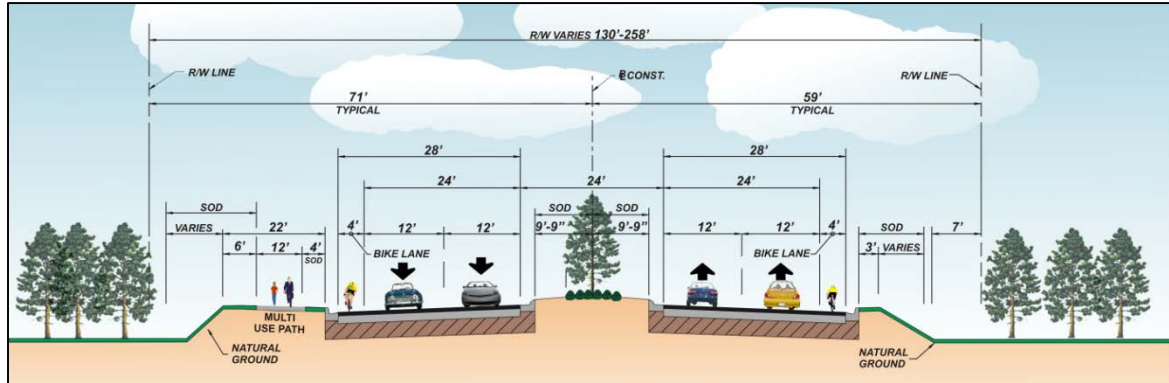 R/W VARIES 130'-258'
R/W LINE
℄ CONST.
R/W LINE
71'
TYPICAL
59'
TYPICAL
28'
28'
24'
24'
24'
SOD
SOD
SOD
SOD
VARIES
22'
4'
12'
12'
9'-9"
9'-9"
12'
12'
4'
7'
6'
12'
4'
SOD
BIKE LANE
BIKE LANE
3'
VARIES
MULTI
USE PATH
NATURAL
GROUND
NATURAL
GROUND